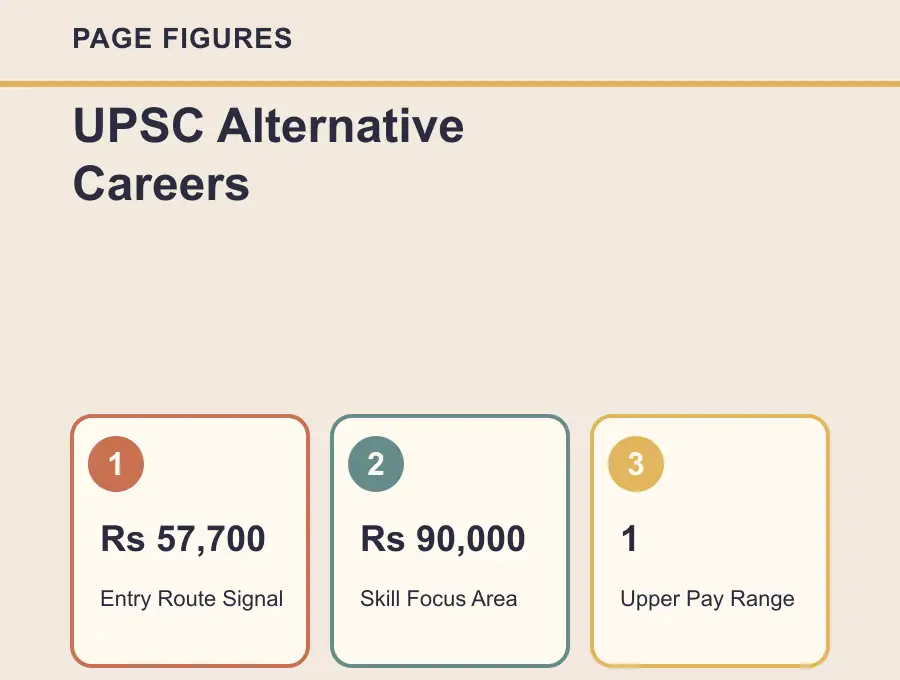 PAGE FIGURES
UPSC Alternative
Careers
1
Rs 57,700
Entry Route Signal
2
Rs 90,000
Skill Focus Area
3
1
Upper Pay Range